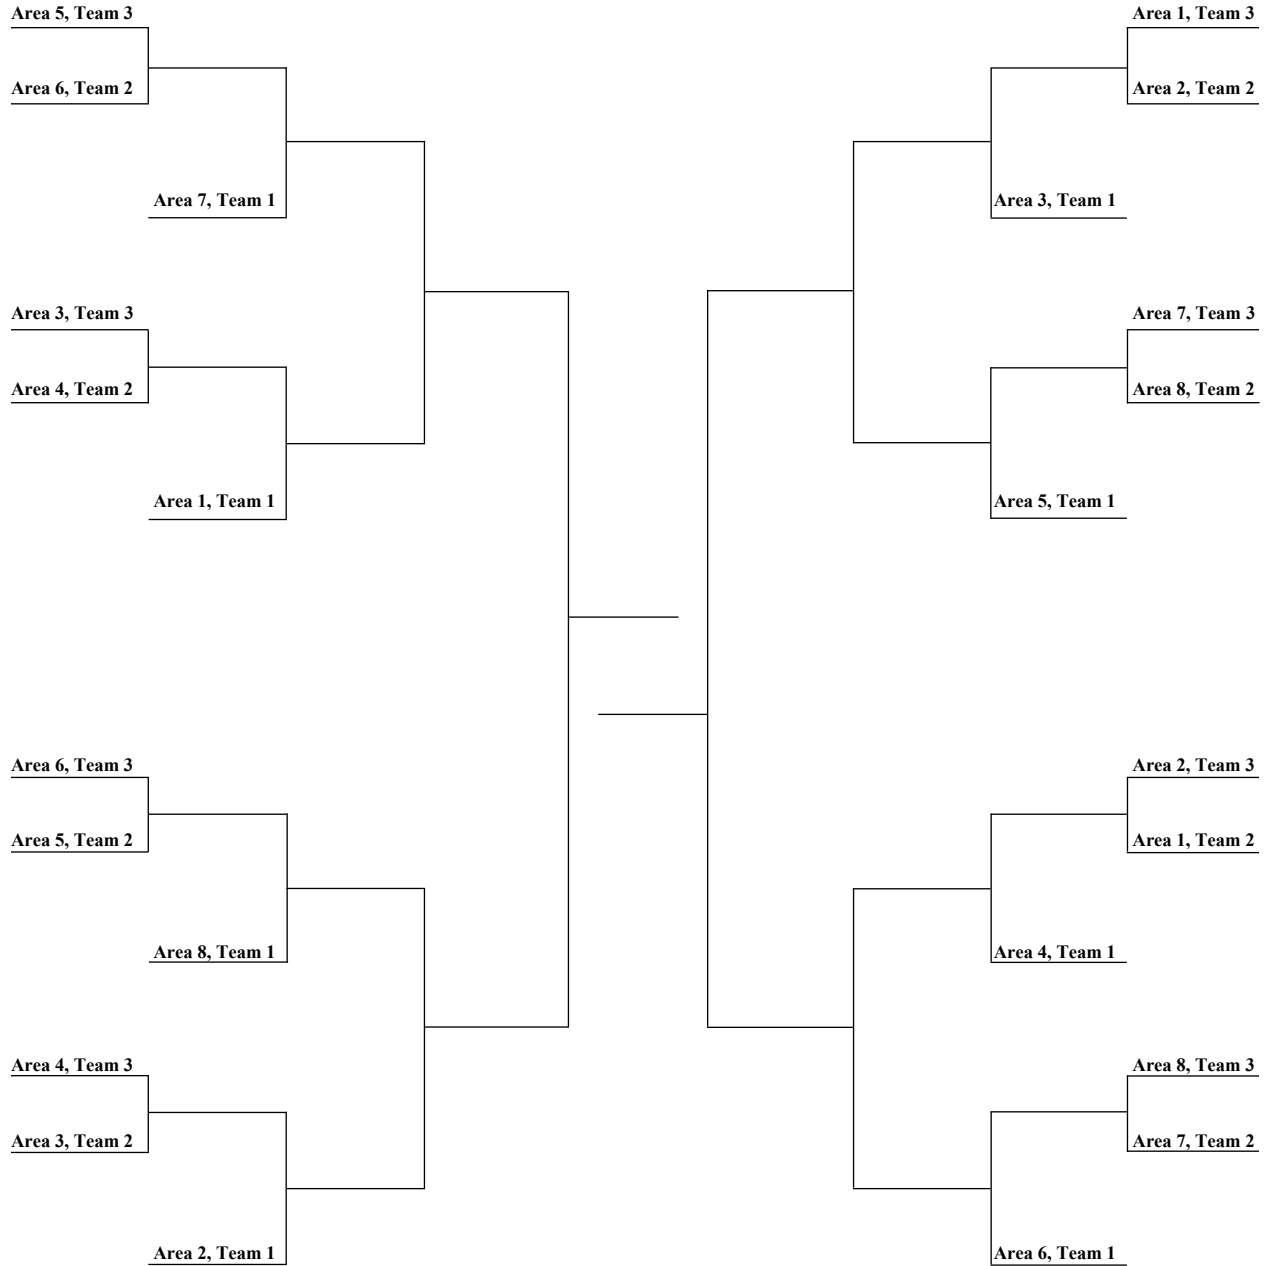 Area 5, Team 3
Area 6, Team 2
Area 7, Team 1
Area 3, Team 3
Area 4, Team 2
Area 1, Team 1
Area 6, Team 3
Area 5, Team 2
Area 8, Team 1
Area 4, Team 3
Area 3, Team 2
Area 2, Team 1
Area 1, Team 3
Area 2, Team 2
Area 3, Team 1
Area 7, Team 3
Area 8, Team 2
Area 5, Team 1
Area 2, Team 3
Area 1, Team 2
Area 4, Team 1
Area 8, Team 3
Area 7, Team 2
Area 6, Team 1